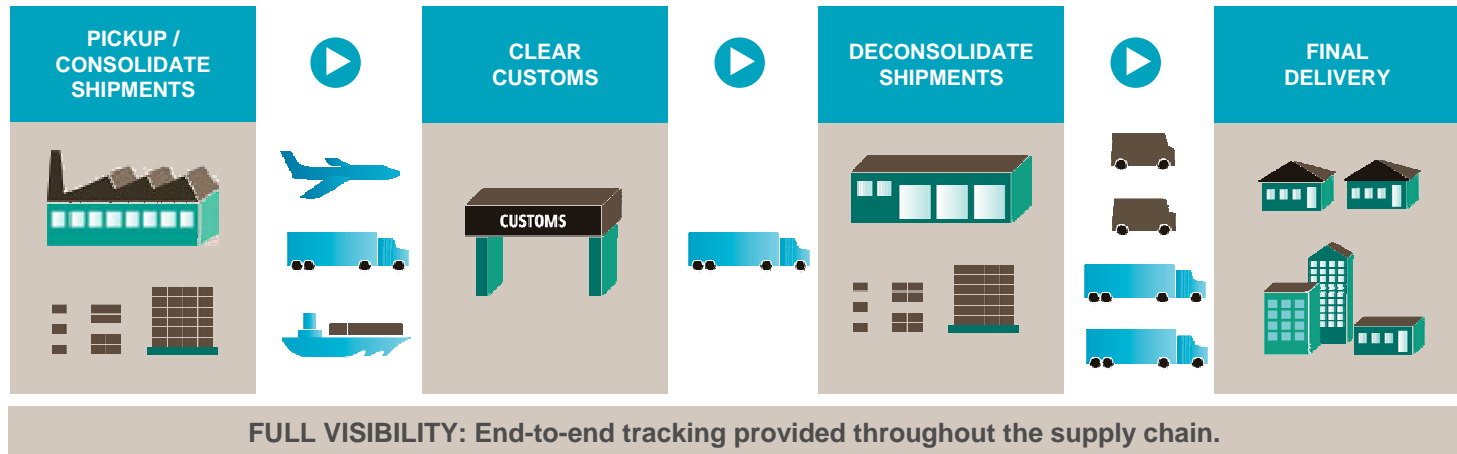 PICKUP /
CONSOLIDATE
SHIPMENTS
CLEAR
CUSTOMS
DECONSOLIDATE
SHIPMENTS
FINAL
DELIVERY
CUSTOMS
FULL VISIBILITY: End-to-end tracking provided throughout the supply chain.